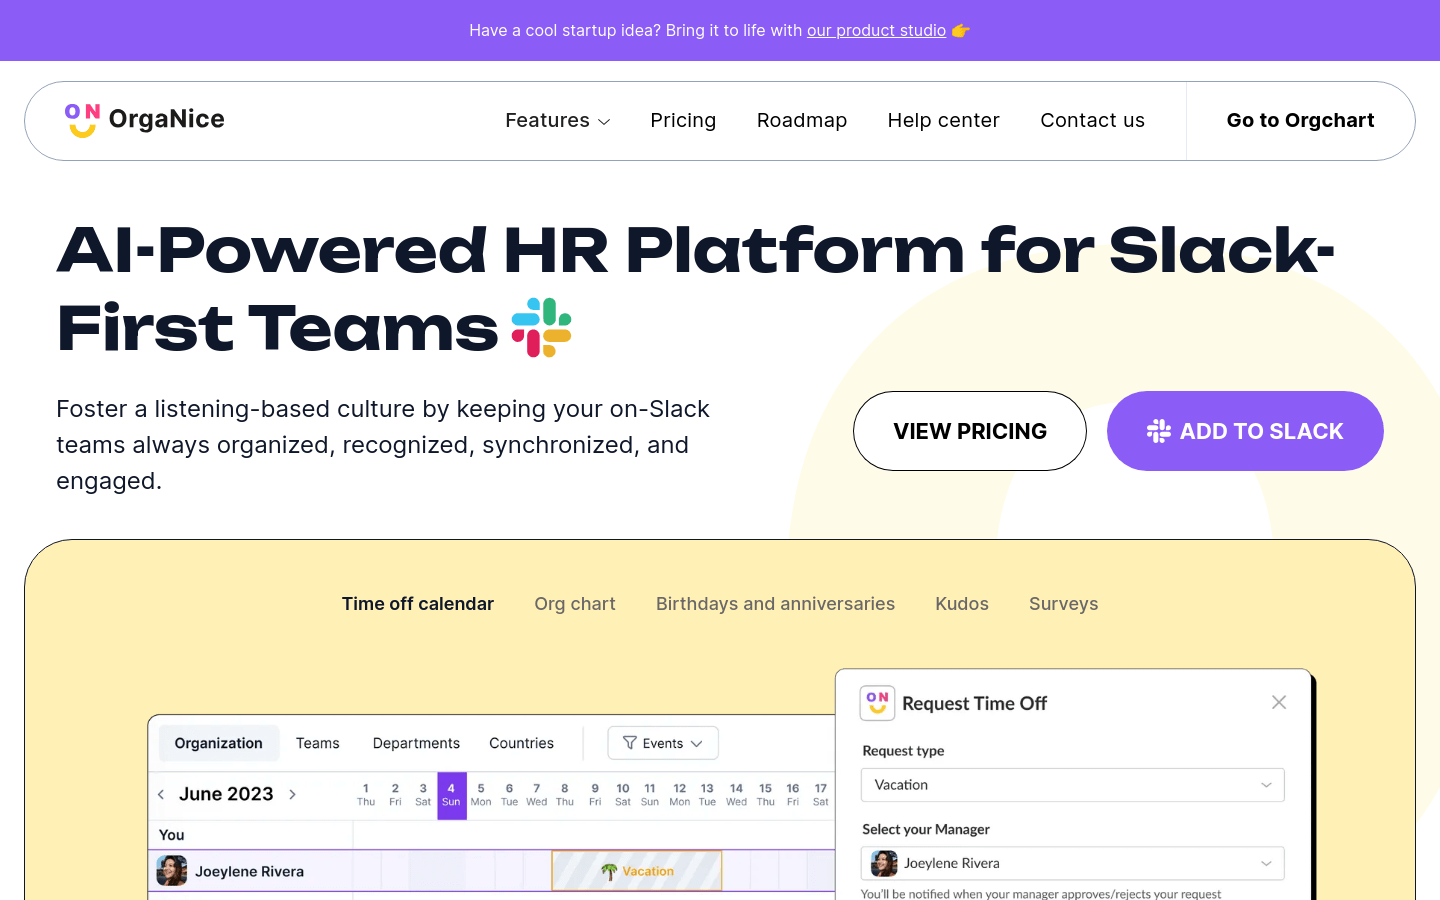 Have a cool startup idea? Bring it to life with our product studio 👉
ON OrgaNice
Features
Pricing
Roadmap
Help center
Contact us
Go to Orgchart
AI-Powered HR Platform for Slack-
First Teams
Foster a listening-based culture by keeping your on-Slack
teams always organized, recognized, synchronized, and
engaged.
VIEW PRICING
ADD TO SLACK
Time off calendar
Org chart
Birthdays and anniversaries
Kudos
Surveys
Organization
Teams
Departments
Countries
Events
June 2023
1 2 3 4 5 6 7 8 9 10 11 12 13 14 15 16 17
Thu Fri Sat Sun Mon Tue Wed Thu Fri Sat Sun Mon Tue Wed Thu Fri Sat
You
Joeylene Rivera
Vacation
ON Request Time Off
Request type
Vacation
Select your Manager
Joeylene Rivera
You'll be notified when your manager approves/rejects your request